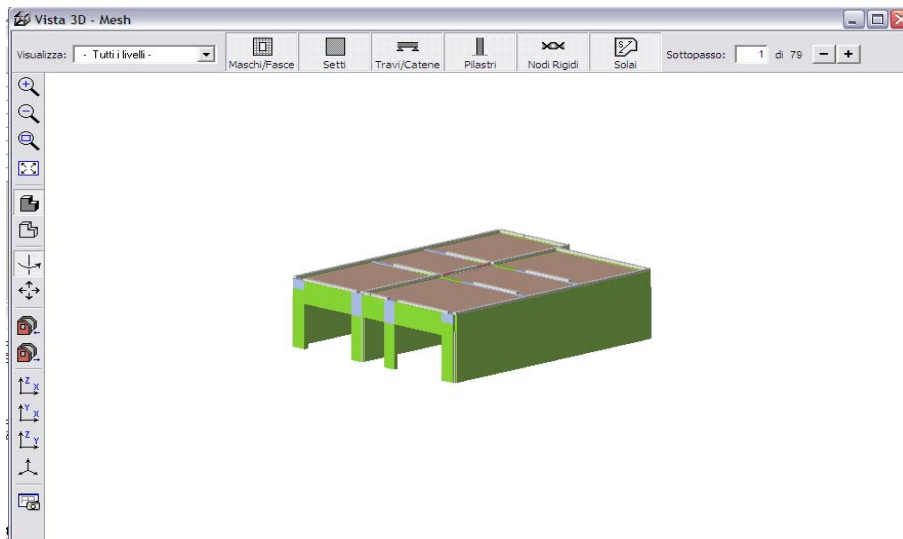 Vista 3D - Mesh
Visualizza: - Tutti i livelli - Maschi/Fasce Setti Travi/Catene Pilastri Nodi Rigidi Solai Sottopasso: 1 di 79
Z X
Y X
Z Y